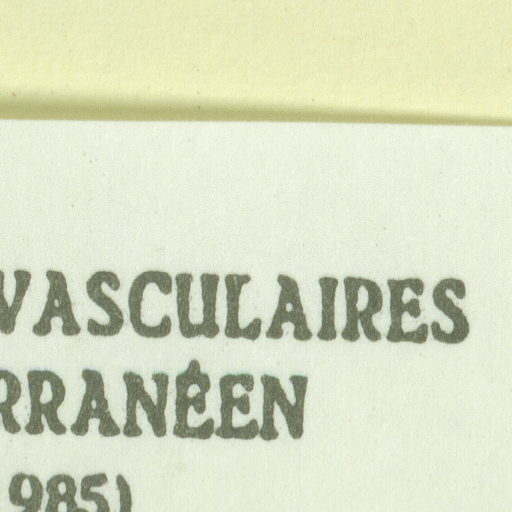 VASCULAIRES
RRANÉEN
985)